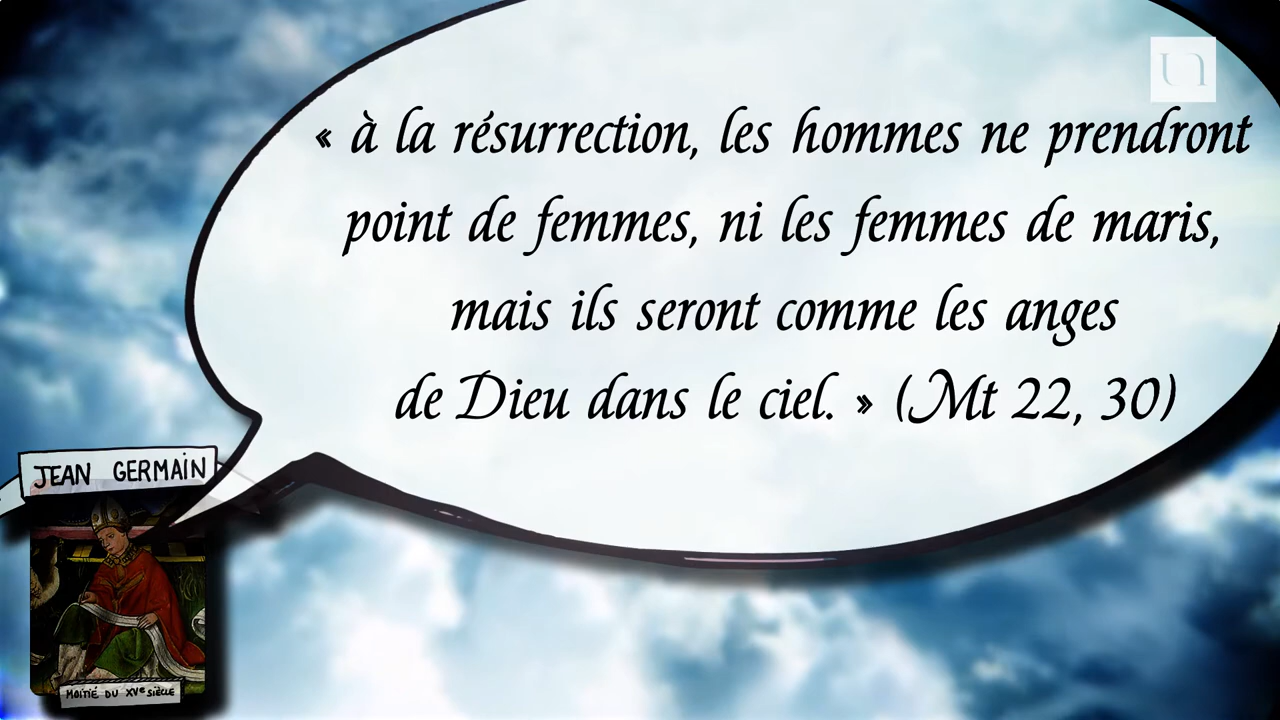 « à la résurrection, les hommes ne prendront
point de femmes, ni les femmes de maris,
mais ils seront comme les anges
de Dieu dans le ciel. » (Mt 22, 30)
JEAN GERMAIN
MOITIÉ DU XVe SIÈCLE